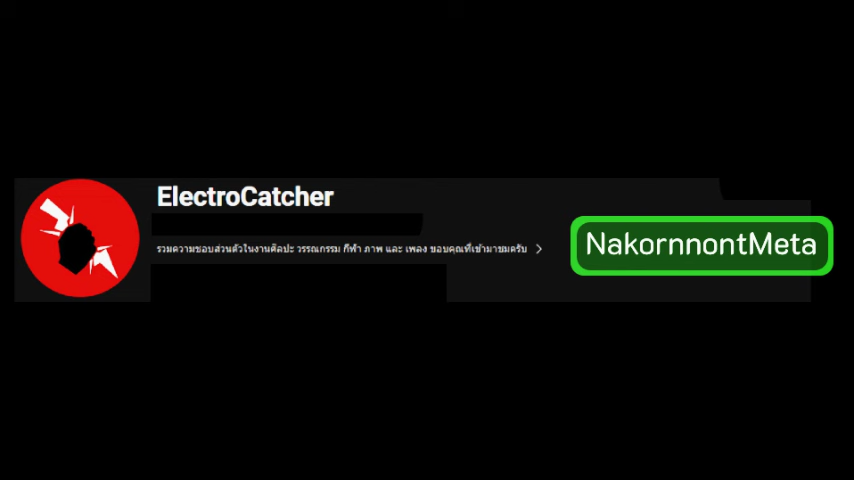 ElectroCatcher
รวมความชอบส่วนตัวในงานศิลปะ วรรณกรรม กีฬา ภาพ และ เพลง ขอบคุณที่เข้ามาชมครับ
NakornnontMeta